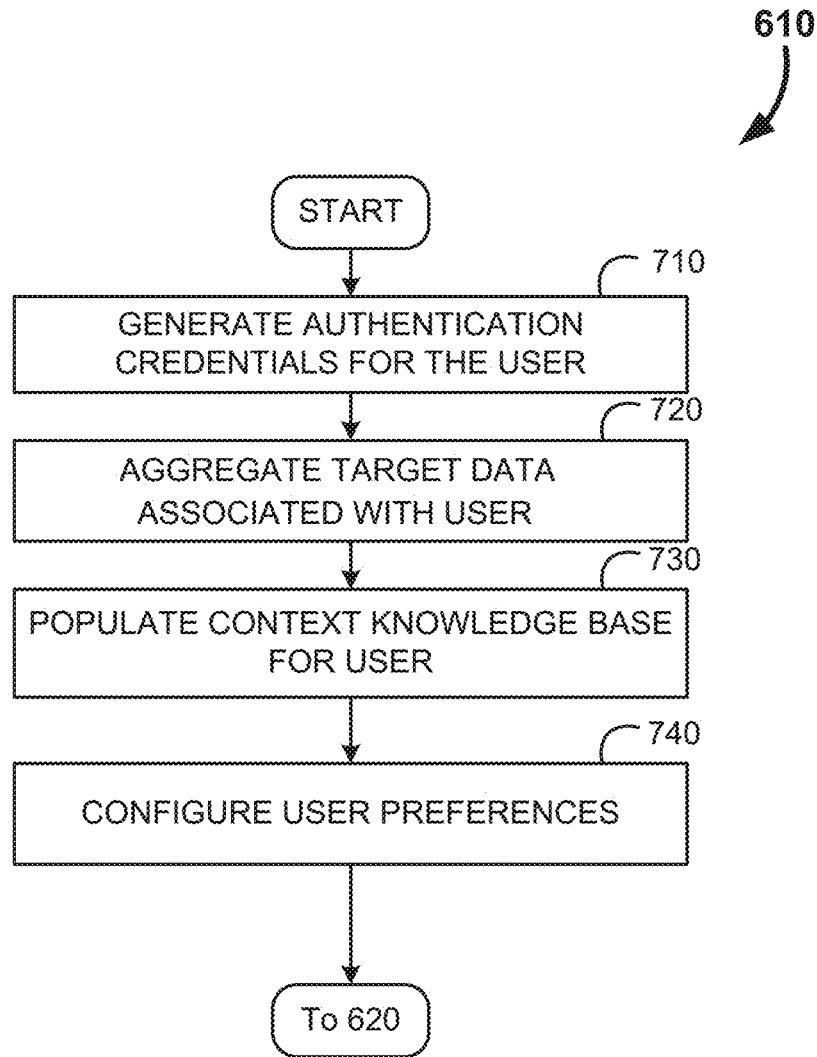 610
START
710
GENERATE AUTHENTICATION
CREDENTIALS FOR THE USER
720
AGGREGATE TARGET DATA
ASSOCIATED WITH USER
730
POPULATE CONTEXT KNOWLEDGE BASE
FOR USER
740
CONFIGURE USER PREFERENCES
To 620